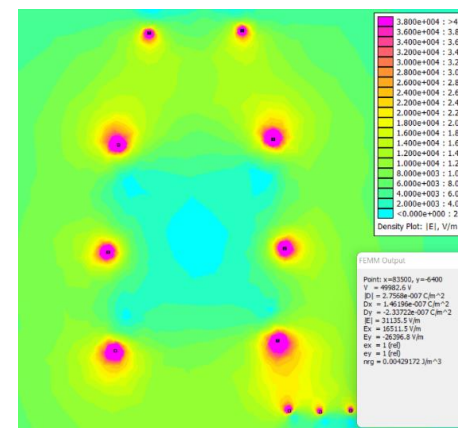 3.800e+004 : >4
3.600e+004 : 3.8
3.400e+004 : 3.6
3.200e+004 : 3.4
3.000e+004 : 3.2
2.800e+004 : 3.0
2.600e+004 : 2.8
2.400e+004 : 2.6
2.200e+004 : 2.4
2.000e+004 : 2.2
1.800e+004 : 2.0
1.600e+004 : 1.8
1.400e+004 : 1.6
1.200e+004 : 1.4
1.000e+004 : 1.2
8.000e+003 : 1.0
6.000e+003 : 8.0
4.000e+003 : 6.0
2.000e+003 : 4.0
<0.000e+000 : 2
Density Plot: |E|, V/m
FEMM Output
Point: x=83500, y=-6400
V = 49982.6 V
|D| = 2.7568e-007 C/m^2
Dx = 1.46196e-007 C/m^2
Dy = -2.33722e-007 C/m^2
|E| = 31135.5 V/m
Ex = 16511.5 V/m
Ey = -26396.8 V/m
ex = 1 (rel)
ey = 1 (rel)
nrg = 0.00429172 J/m^3